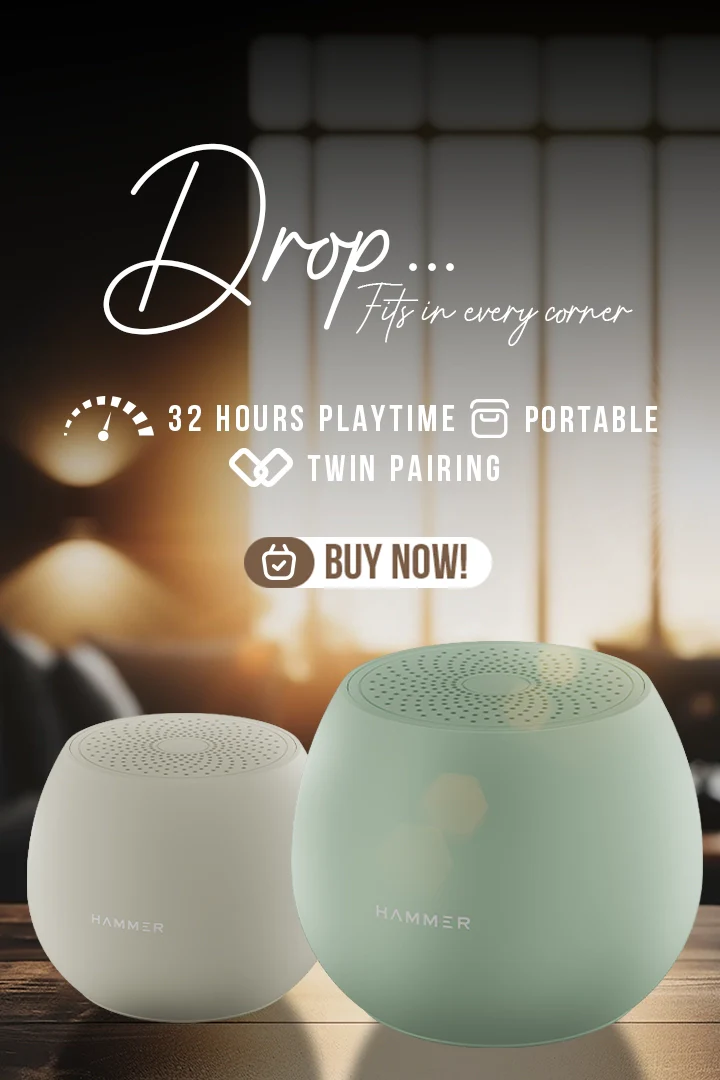 Drop...
Fits in every corner
32 HOURS PLAYTIME PORTABLE
TWIN PAIRING
BUY NOW!
HAMMER
HAMMER